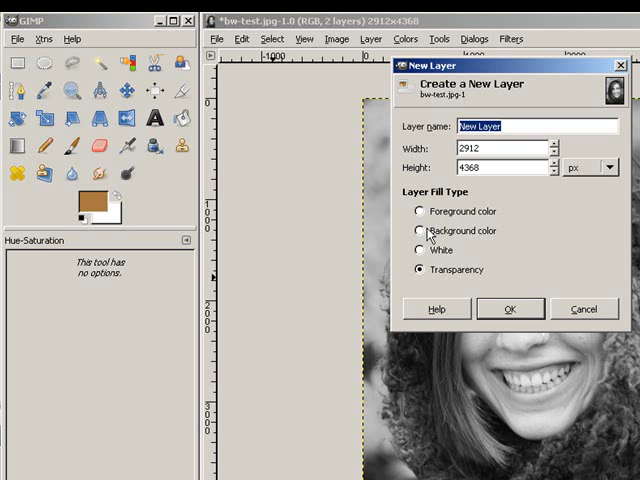 GIMP
File Xtns Help
Hue-Saturation
This tool has
no options.
*bw-test.jpg-1.0 (RGB, 2 layers) 2912x4368
File Edit Select View Image Layer Colors Tools Dialogs Filters
-1000 0
0
1000
2000
3000
New Layer
Create a New Layer
bw-test.jpg-1
Layer name: New Layer
Width: 2912
Height: 4368 px
Layer Fill Type
Foreground color
Background color
White
Transparency
Help OK Cancel